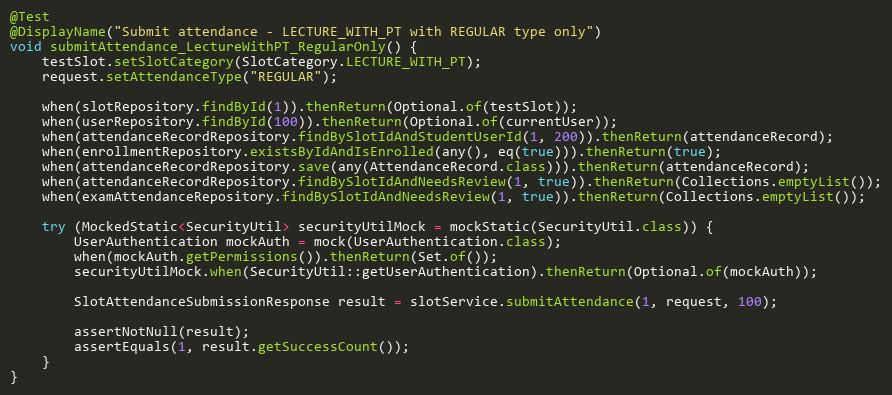 @Test
@DisplayName("Submit attendance - LECTURE_WITH_PT with REGULAR type only")
void submitAttendance_LectureWithPT_RegularOnly() {
    testSlot.setSlotCategory(SlotCategory.LECTURE_WITH_PT);
    request.setAttendanceType("REGULAR");

    when(slotRepository.findById(1)).thenReturn(Optional.of(testSlot));
    when(userRepository.findById(100)).thenReturn(Optional.of(currentUser));
    when(attendanceRecordRepository.findBySlotIdAndStudentUserId(1, 200)).thenReturn(attendanceRecord);
    when(enrollmentRepository.existsByIdAndIsEnrolled(any(), eq(true))).thenReturn(true);
    when(attendanceRecordRepository.save(any(AttendanceRecord.class))).thenReturn(attendanceRecord);
    when(attendanceRecordRepository.findBySlotIdAndNeedsReview(1, true)).thenReturn(Collections.emptyList());
    when(examAttendanceRepository.findBySlotIdAndNeedsReview(1, true)).thenReturn(Collections.emptyList());

    try (MockedStatic<SecurityUtil> securityUtilMock = mockStatic(SecurityUtil.class)) {
        UserAuthentication mockAuth = mock(UserAuthentication.class);
        when(mockAuth.getPermissions()).thenReturn(Set.of());
        securityUtilMock.when(SecurityUtil::getUserAuthentication).thenReturn(Optional.of(mockAuth));

        SlotAttendanceSubmissionResponse result = slotService.submitAttendance(1, request, 100);

        assertNotNull(result);
        assertEquals(1, result.getSuccessCount());
    }
}